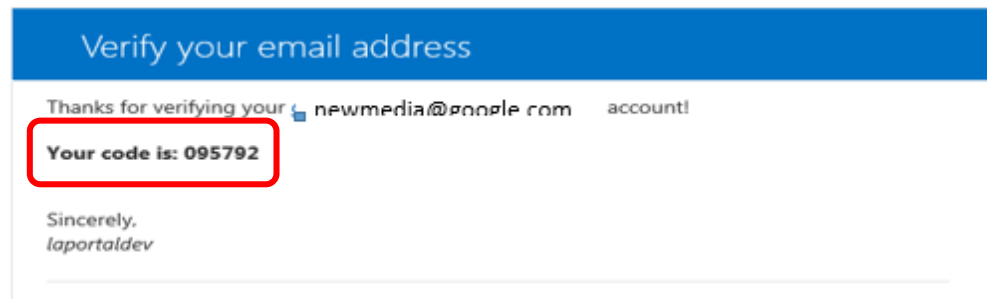 Verify your email address
Thanks for verifying your newmedia@google.com account!
Your code is: 095792
Sincerely,
laportaldev